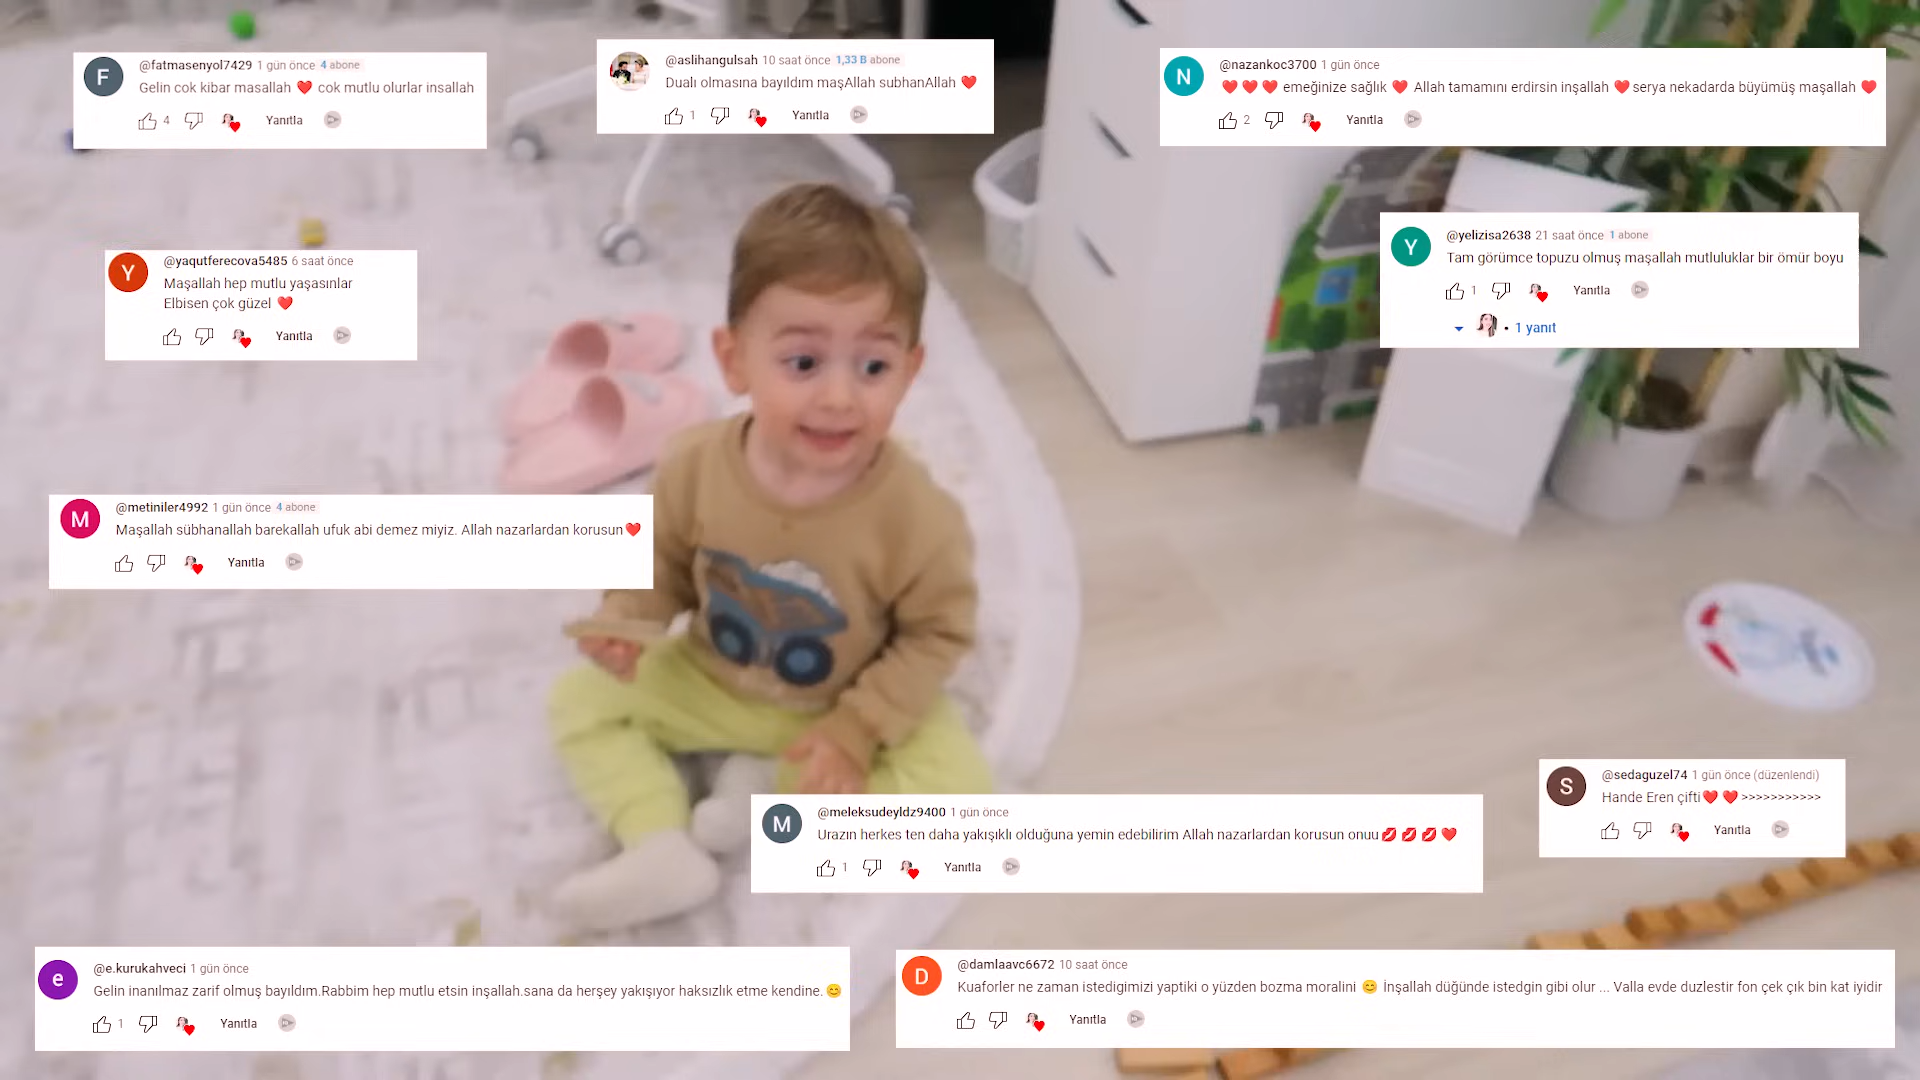 F
@fatmasenyol7429 1 gün önce 4 abone
Gelin cok kibar masallah ❤️ cok mutlu olurlar insallah
4 Yanıtla
@aslihangulsah 10 saat önce 1,33 B abone
Dualı olmasına bayıldım maşAllah subhanAllah ❤️
1 Yanıtla
N
@nazankoc3700 1 gün önce
❤️ ❤️ ❤️ emeğinize sağlık ❤️ Allah tamamını erdirsin inşallah ❤️ serya nekadarda büyümüş maşallah ❤️
2 Yanıtla
Y
@yaqutferecova5485 6 saat önce
Maşallah hep mutlu yaşasınlar
Elbisen çok güzel ❤️
Yanıtla
Y
@yelizisa2638 21 saat önce 1 abone
Tam görümce topuzu olmuş maşallah mutluluklar bir ömür boyu
1 Yanıtla
• 1 yanıt
M
@metiniler4992 1 gün önce 4 abone
Maşallah sübhanallah barekallah ufuk abi demez miyiz. Allah nazarlardan korusun❤️
Yanıtla
S
@sedaguzel74 1 gün önce (düzenlendi)
Hande Eren çifti❤️ ❤️ >>>>>>>>>>>
Yanıtla
M
@meleksudeyldz9400 1 gün önce
Urazın herkes ten daha yakışıklı olduğuna yemin edebilirim Allah nazarlardan korusun onuu💋 💋 💋 ❤️
1 Yanıtla
e
@e.kurukahveci 1 gün önce
Gelin inanılmaz zarif olmuş bayıldım.Rabbim hep mutlu etsin inşallah.sana da herşey yakışıyor haksızlık etme kendine.😊
1 Yanıtla
D
@damlaavc6672 10 saat önce
Kuaforler ne zaman istedigimizi yaptiki o yüzden bozma moralini 😊 İnşallah düğünde istedgin gibi olur ... Valla evde duzlestir fon çek çık bin kat iyidir
Yanıtla